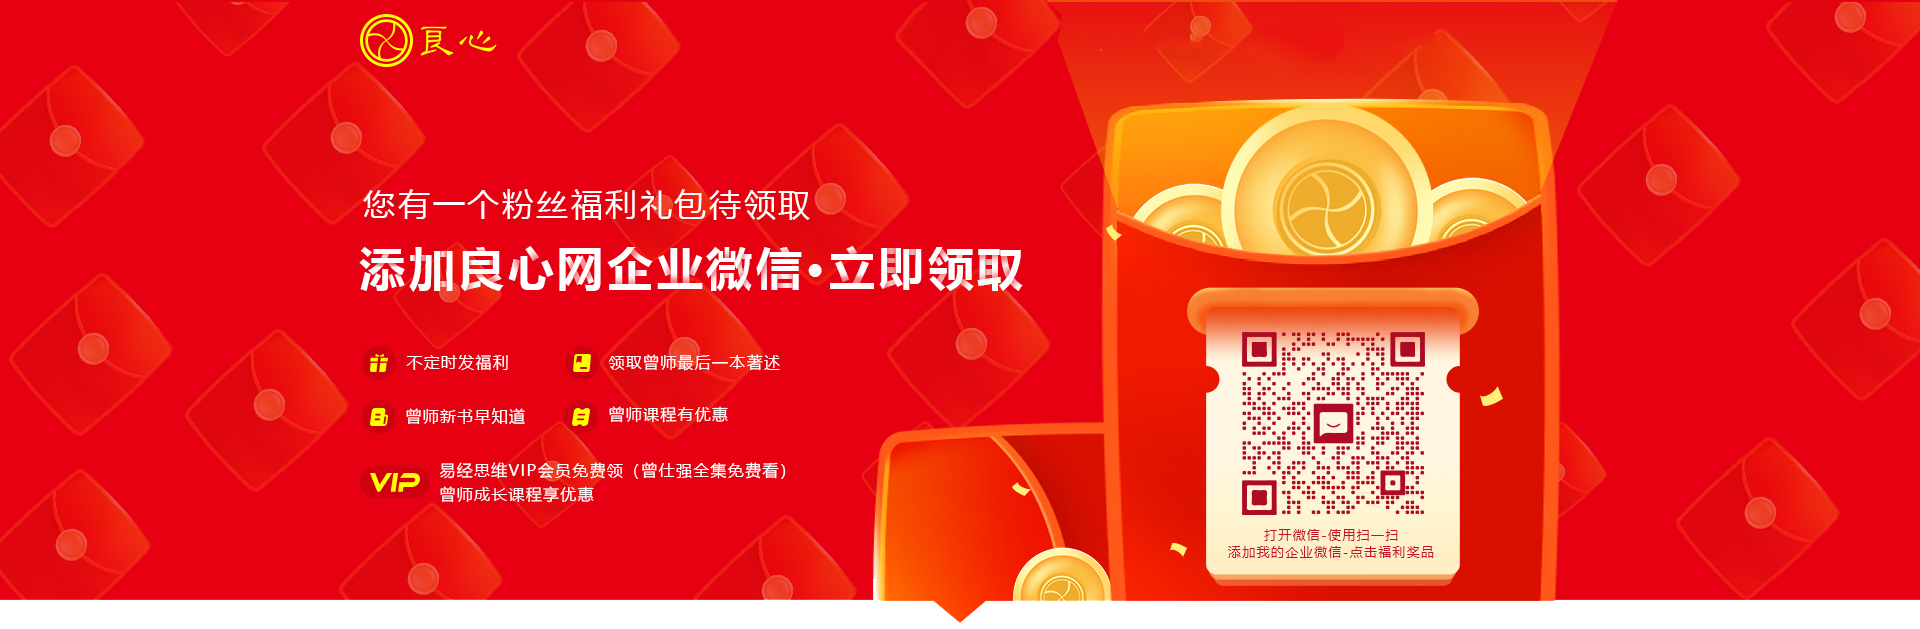 良心
您有一个粉丝福利礼包待领取
添加良心网企业微信·立即领取
不定时发福利
领取曾师最后一本著述
曾师新书早知道
曾师课程有优惠
VIP
易经思维VIP会员免费领（曾仕强全集免费看）
曾师成长课程享优惠
打开微信-使用扫一扫
添加我的企业微信-点击福利奖品